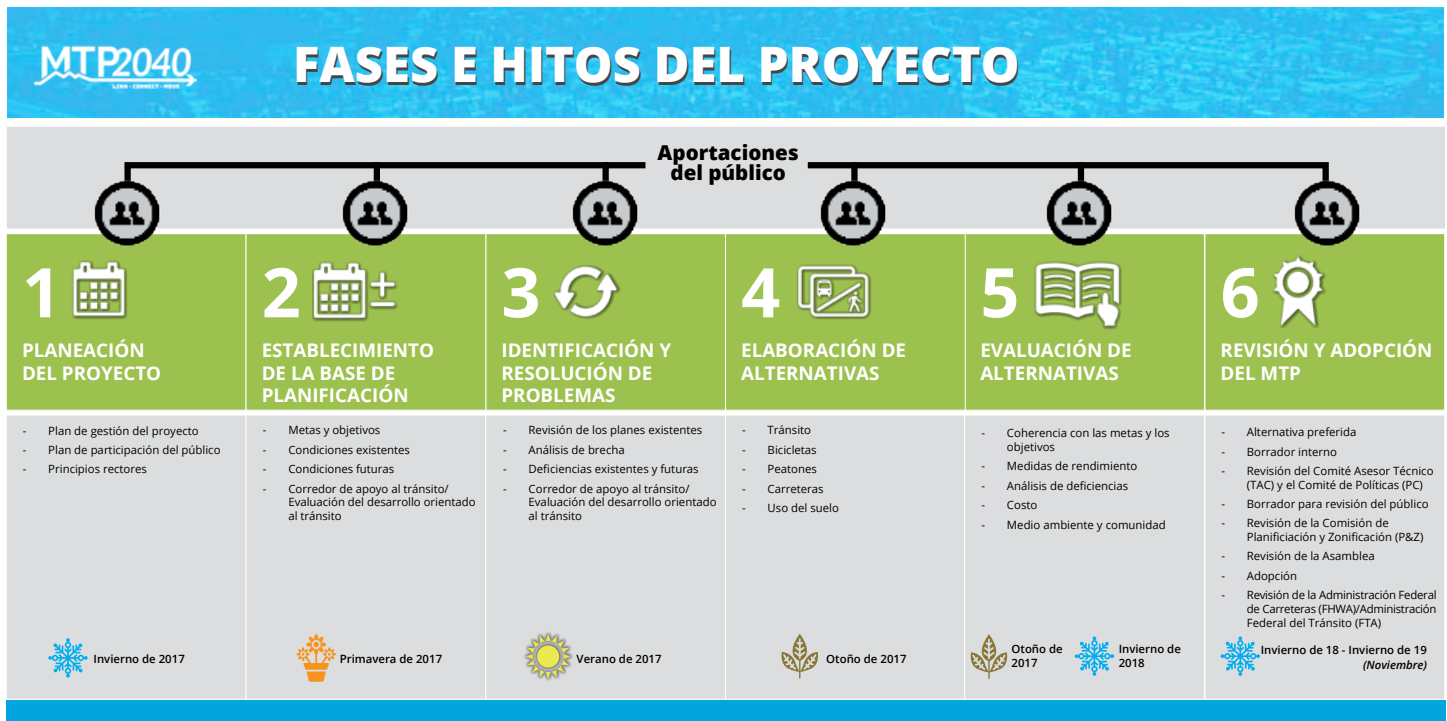 MTP2040
LINK · CONNECT · MOVE
FASES E HITOS DEL PROYECTO
Aportaciones
del público
1
PLANEACIÓN
DEL PROYECTO
- Plan de gestión del proyecto
- Plan de participación del público
- Principios rectores
Invierno de 2017
2
ESTABLECIMIENTO
DE LA BASE DE
PLANIFICACIÓN
- Metas y objetivos
- Condiciones existentes
- Condiciones futuras
- Corredor de apoyo al tránsito/
Evaluación del desarrollo orientado
al tránsito
Primavera de 2017
3
IDENTIFICACIÓN Y
RESOLUCIÓN DE
PROBLEMAS
- Revisión de los planes existentes
- Análisis de brecha
- Deficiencias existentes y futuras
- Corredor de apoyo al tránsito/
Evaluación del desarrollo orientado
al tránsito
Verano de 2017
4
ELABORACIÓN DE
ALTERNATIVAS
- Tránsito
- Bicicletas
- Peatones
- Carreteras
- Uso del suelo
Otoño de 2017
5
EVALUACIÓN DE
ALTERNATIVAS
- Coherencia con las metas y los
objetivos
- Medidas de rendimiento
- Análisis de deficiencias
- Costo
- Medio ambiente y comunidad
Otoño de
2017
Invierno de
2018
6
REVISIÓN Y ADOPCIÓN
DEL MTP
- Alternativa preferida
- Borrador interno
- Revisión del Comité Asesor Técnico
(TAC) y el Comité de Políticas (PC)
- Borrador para revisión del público
- Revisión de la Comisión de
Planificiación y Zonificación (P&Z)
- Revisión de la Asamblea
- Adopción
- Revisión de la Administración Federal
de Carreteras (FHWA)/Administración
Federal del Tránsito (FTA)
Invierno de 18 - Invierno de 19
(Noviembre)